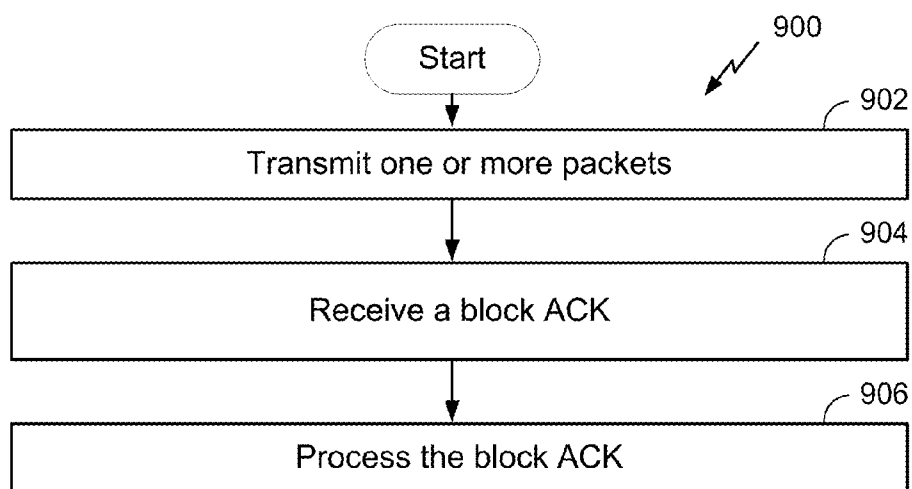 900
Start
902
Transmit one or more packets
904
Receive a block ACK
906
Process the block ACK